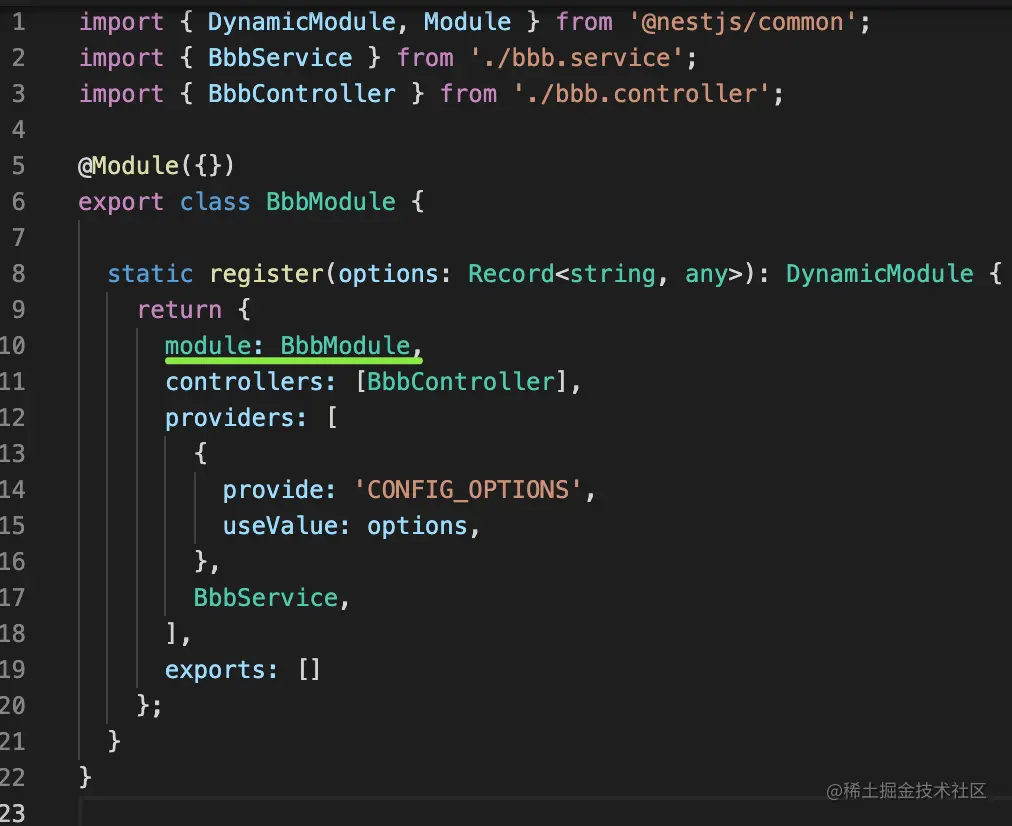 1 import { DynamicModule, Module } from '@nestjs/common';
2 import { BbbService } from './bbb.service';
3 import { BbbController } from './bbb.controller';
4
5 @Module({})
6 export class BbbModule {
7
8 static register(options: Record<string, any>): DynamicModule {
9 return {
10 module: BbbModule,
11 controllers: [BbbController],
12 providers: [
13 {
14 provide: 'CONFIG_OPTIONS',
15 useValue: options,
16 },
17 BbbService,
18 ],
19 exports: []
20 };
21 }
22 }
23
@稀土掘金技术社区